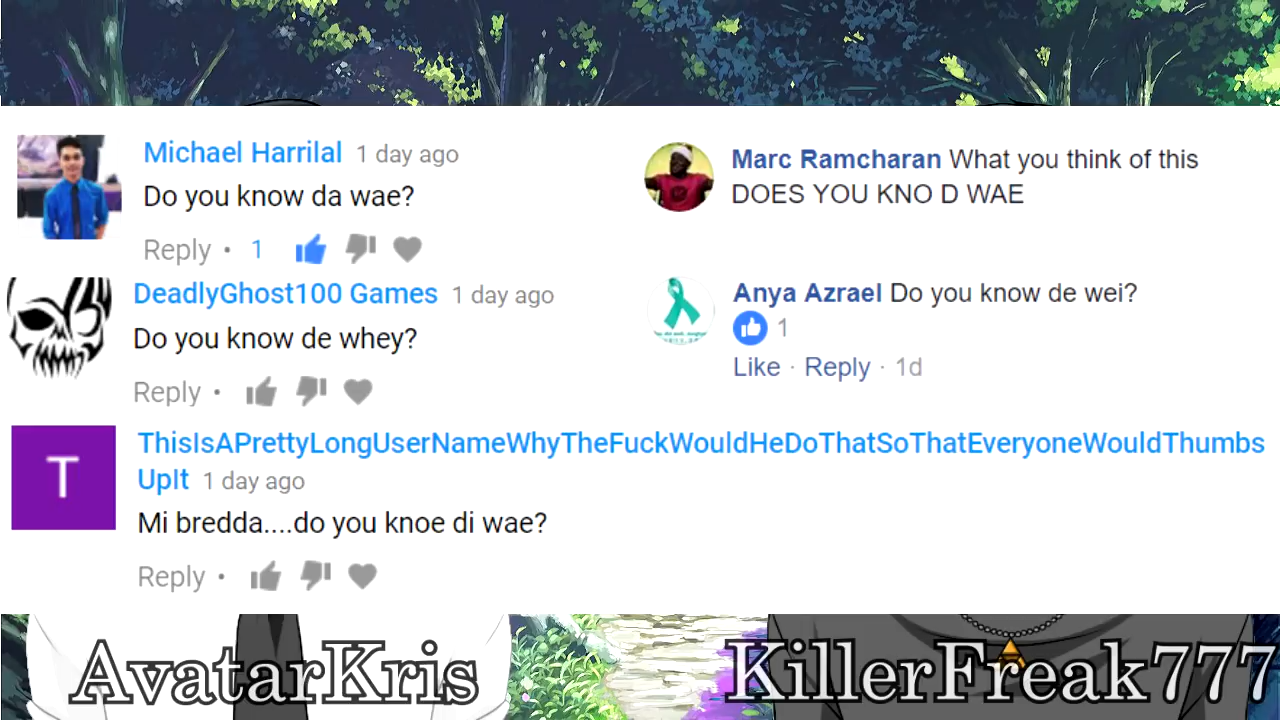 Michael Harrilal 1 day ago
Do you know da wae?
Reply • 1
DeadlyGhost100 Games 1 day ago
Do you know de whey?
Reply •
T
ThisIsAPrettyLongUserNameWhyTheFuckWouldHeDoThatSoThatEveryoneWouldThumbs
UpIt 1 day ago
Mi bredda....do you knoe di wae?
Reply •
Marc Ramcharan What you think of this
DOES YOU KNO D WAE
Anya Azrael Do you know de wei?
1
Like · Reply · 1d
AvatarKris
KillerFreak777